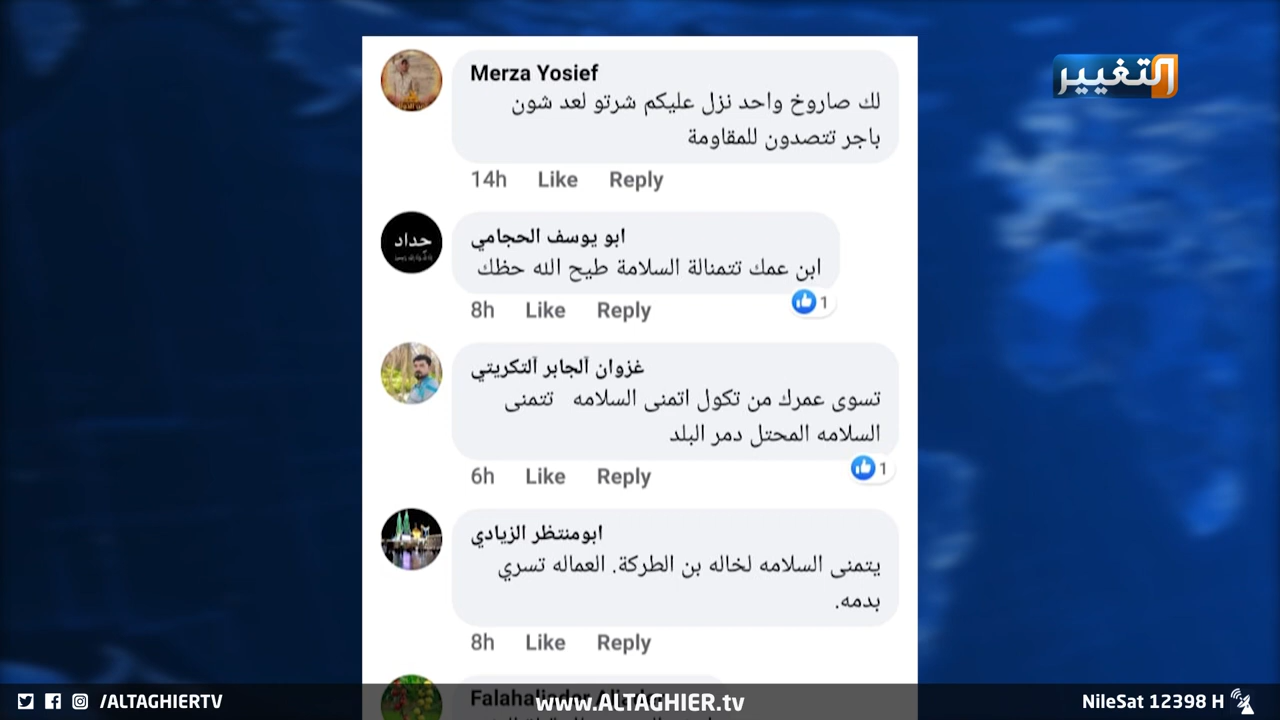 التغيير
Merza Yosief
لك صاروخ واحد نزل عليكم شرتو لعد شون
باجر تتصدون للمقاومة
14h Like Reply
حداد
ابو يوسف الحجامي
ابن عمك تتمنالة السلامة طيح الله حظك
1
8h Like Reply
غزوان آلجابر آلتكريتي
تسوى عمرك من تكول اتمنى السلامه تتمنى
السلامه المحتل دمر البلد
1
6h Like Reply
ابومنتظر الزيادي
يتمنى السلامه لخاله بن الطركة. العماله تسري
بدمه.
8h Like Reply
/ALTAGHIERTV
www.ALTAGHIER.tv
NileSat 12398 H